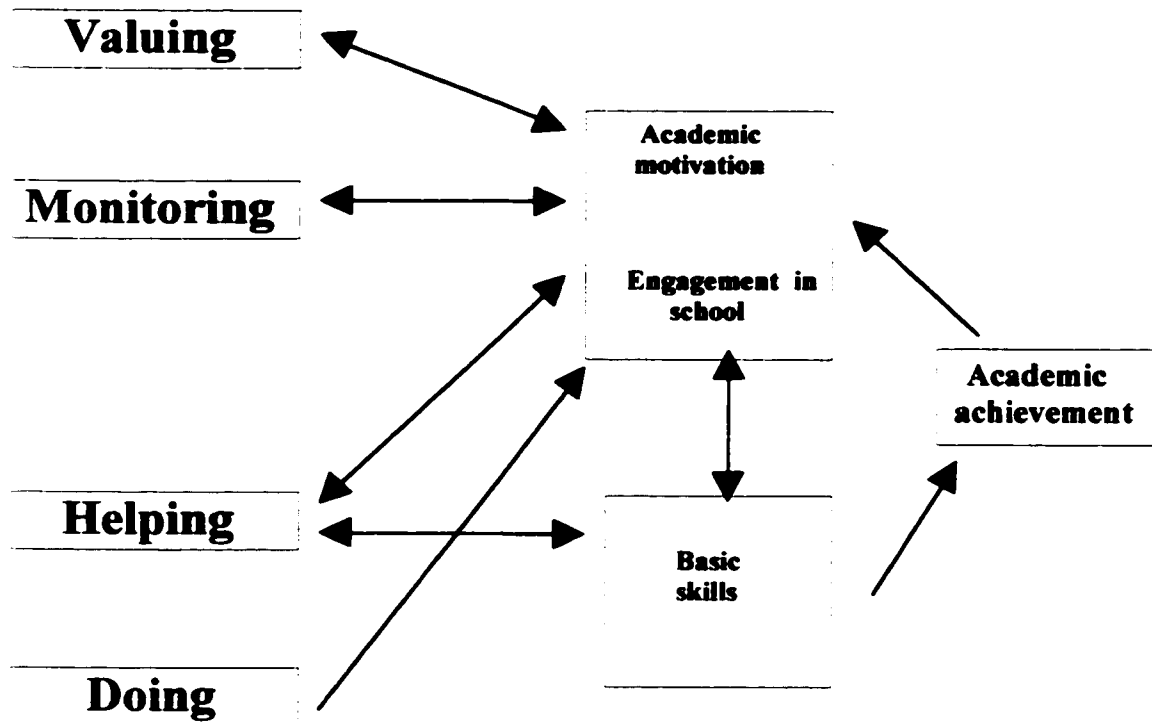 Valuing
Academic
motivation
Monitoring
Engagement in
school
Academic
achievement
Helping
Basic
skills
Doing